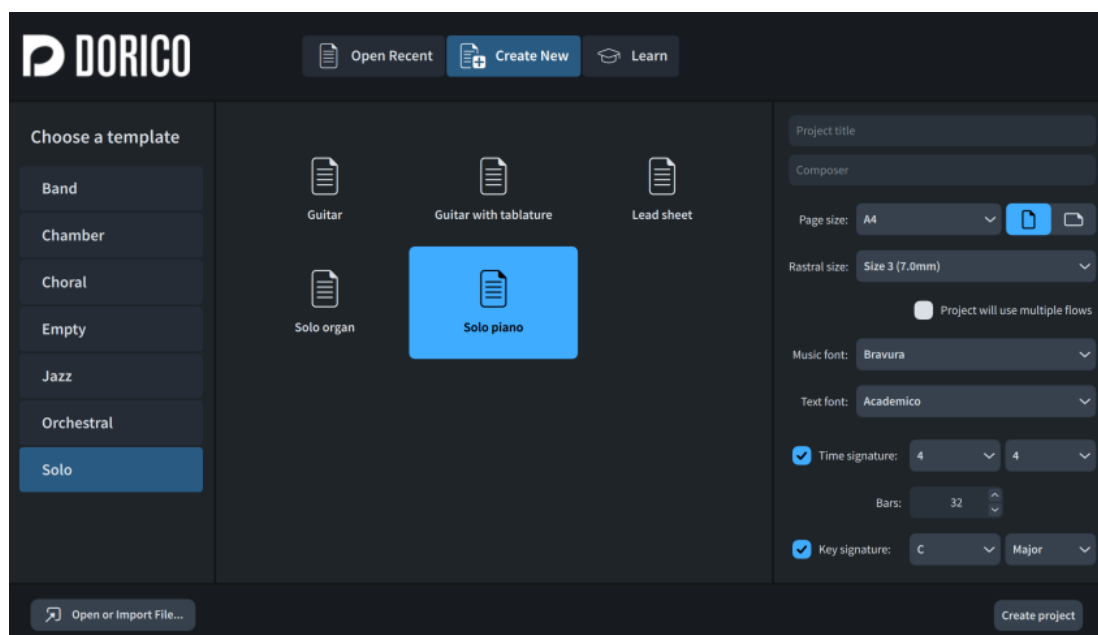 DORICO
Open Recent
Create New
Learn
Choose a template
Band
Chamber
Choral
Empty
Jazz
Orchestral
Solo
Guitar
Guitar with tablature
Lead sheet
Solo organ
Solo piano
Project title
Composer
Page size: A4
Rastral size: Size 3 (7.0mm)
Project will use multiple flows
Music font: Bravura
Text font: Academico
Time signature: 4 4
Bars: 32
Key signature: C Major
Open or Import File...
Create project